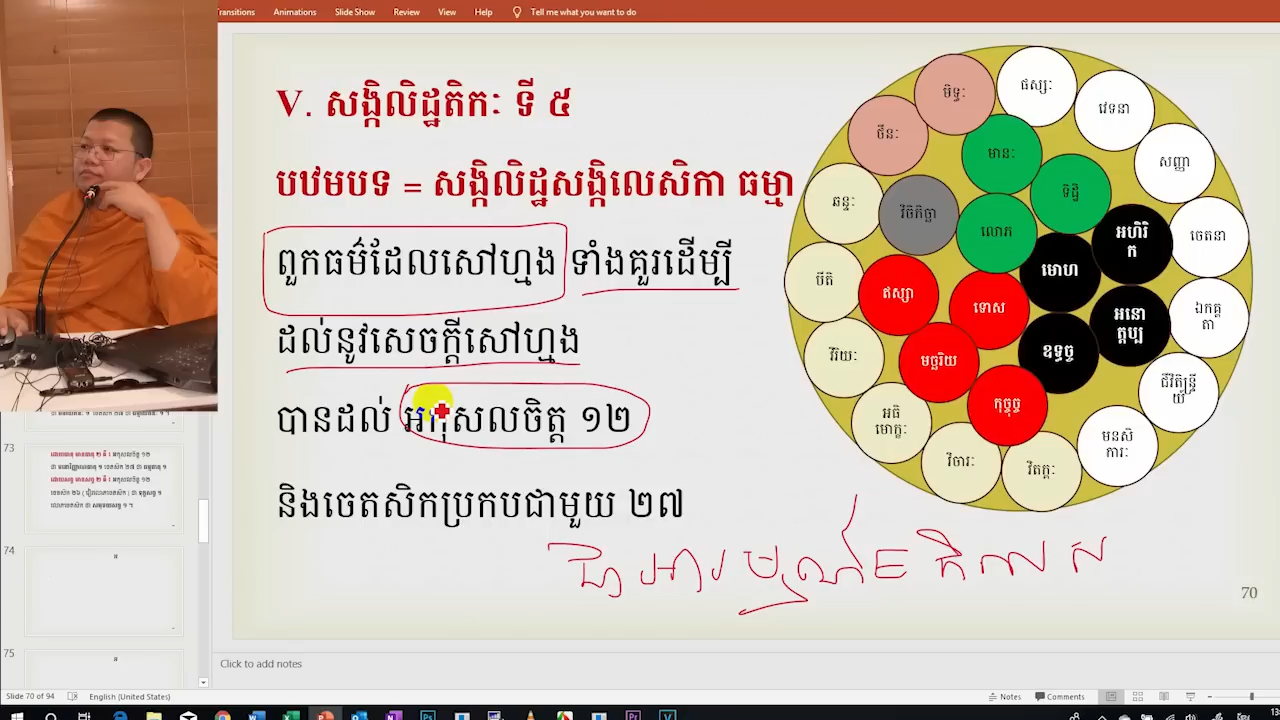 ransitions Animations Slide Show Review View Help Tell me what you want to do
V. សង្កិលិដ្ឋតិកៈ ទី ៥
បឋមបទ = សង្កិលិដ្ឋសង្កិលេសិកា ធម្មា
ពួកធម៌ដែលសៅហ្មង ទាំងគួរដើម្បី
ដល់នូវសេចក្តីសៅហ្មង
បានដល់ អកុសលចិត្ត ១២
និងចេតសិកប្រកបជាមួយ ២៧
ផស្សៈ
វេទនា
សញ្ញា
ចេតនា
ឯកគ្គ
តា
ជីវិតិន្ទ្រី
យ៍
មនសិ
ការៈ
វិតក្កៈ
វិចារៈ
អធិ
មោក្ខៈ
វីរិយៈ
បីតិ
ឆន្ទៈ
ថីនៈ
មិទ្ធៈ
មានៈ
ទិដ្ឋិ
លោភ
វិចិកិច្ឆា
ឥស្សា
ទោស
មច្ឆរិយ
កុក្កុច្ច
មោហ
អហិរិ
ក
អនោ
ត្តប្ប
ឧទ្ធច្ច
70
73
74
75
Click to add notes
Slide 70 of 94 English (United States) Notes Comments